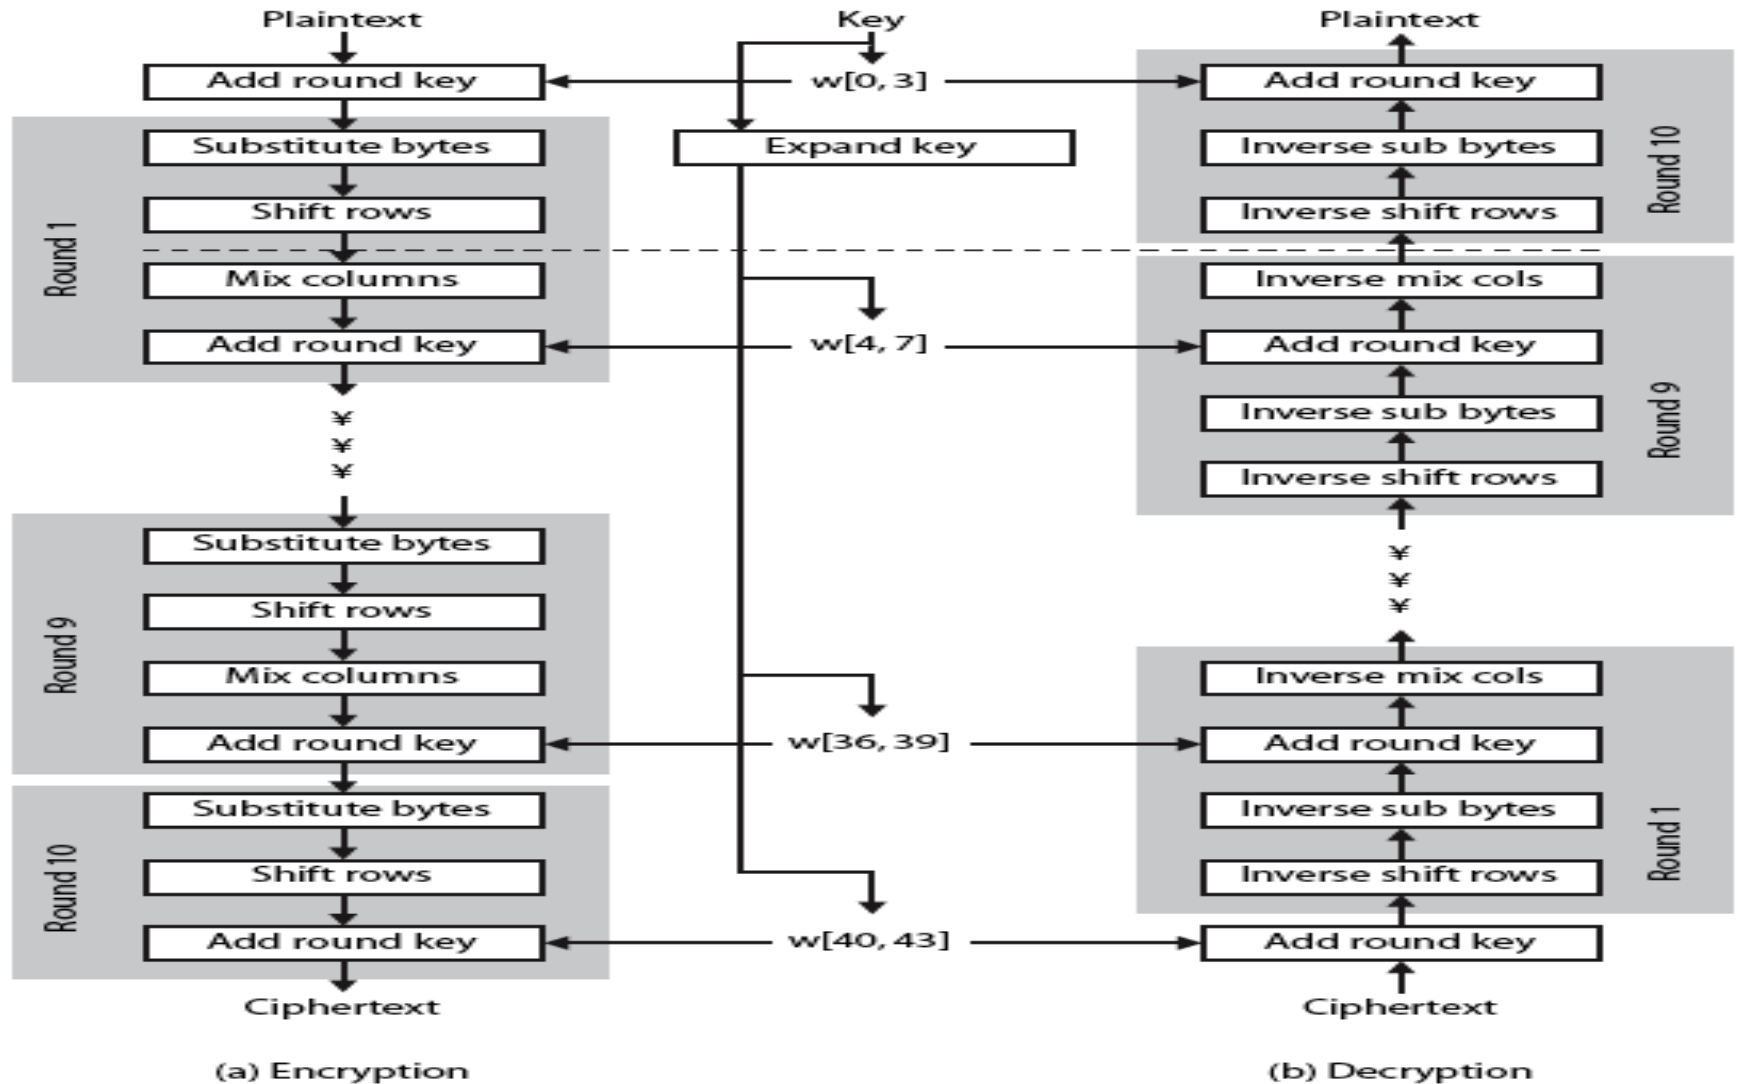 Plaintext
Key
Plaintext
Add round key
w[0, 3]
Add round key
Substitute bytes
Expand key
Inverse sub bytes
Round 10
Shift rows
Inverse shift rows
Round 1
Mix columns
Inverse mix cols
Add round key
w[4, 7]
Add round key
¥
Inverse sub bytes
Round 9
¥
¥
Inverse shift rows
Substitute bytes
¥
¥
¥
Shift rows
Round 9
Mix columns
Inverse mix cols
Add round key
w[36, 39]
Add round key
Substitute bytes
Inverse sub bytes
Round 1
Shift rows
Inverse shift rows
Round 10
Add round key
w[40, 43]
Add round key
Ciphertext
Ciphertext
(a) Encryption
(b) Decryption